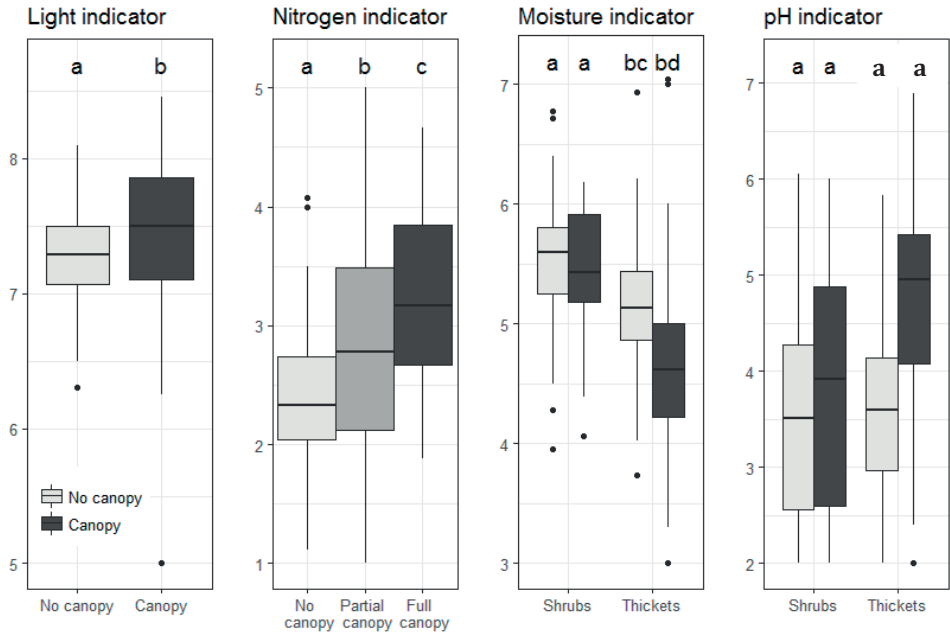 Light indicator
a b
8
7
6
5
No canopy
Canopy
No canopy Canopy
Nitrogen indicator
a b c
5
4
3
2
1
No canopy Partial canopy Full canopy
Moisture indicator
a a bc bd
7
6
5
4
3
Shrubs Thickets
pH indicator
a a a a
7
6
5
4
3
2
Shrubs Thickets